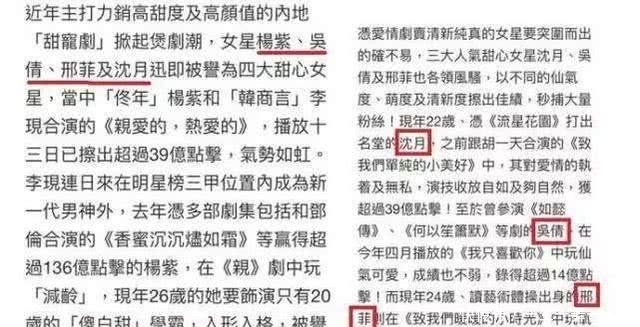 近年主打力銷高甜度及高顏值的內地
「甜寵劇」掀起煲劇潮，女星楊紫、吳
倩、邢菲及沈月迅即被譽為四大甜心女
星，當中「佟年」楊紫和「韓商言」李
現合演的《親愛的，熱愛的》，播放十
三日已擦出超過39億點擊，氣勢如虹。
李現連日來在明星榜三甲位置內成為新
一代男神外，去年憑多部劇集包括和鄧
倫合演的《香蜜沉沉燼如霜》等贏得超
過136億點擊的楊紫，在《親》劇中玩
「減齡」，現年26歲的她要飾演只有20
歲的「傻白甜」學霸，入形入格，被譽
憑愛情劇賣清新純真的女星要突圍而出
的確不易，三大人氣甜心女星沈月、吳
倩及邢菲也各領風騷，以不同的仙氣
度、萌度及清新度擦出佳績，秒捕大量
粉絲！現年22歲、憑《流星花園》打出
名堂的沈月，之前跟胡一天合演的《致
我們單純的小美好》中，其對愛情的執
着及無私，演技收放自如及夠自然，獲
超過39億點擊！至於曾參演《如懿
傳》、《何以笙簫默》等劇的吳倩，在
今年四月播放的《我只喜歡你》中玩仙
氣可愛，成績也不弱，錄得超過14億點
擊！而現年24歲、讀藝術體操出身的邢
菲則在《致我們暖暖的小時光》中玩氣